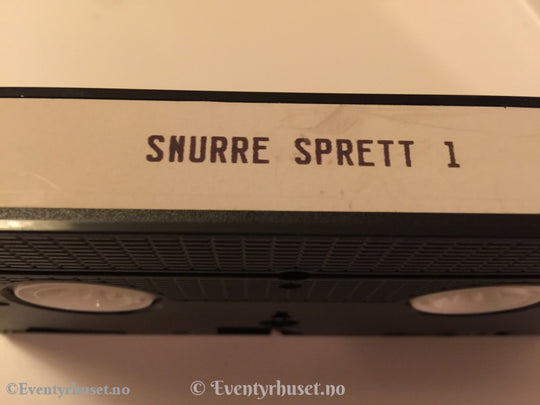 SNURRE SPRETT 1
©Eventyrhuset.no
© Eventyrhuset.no